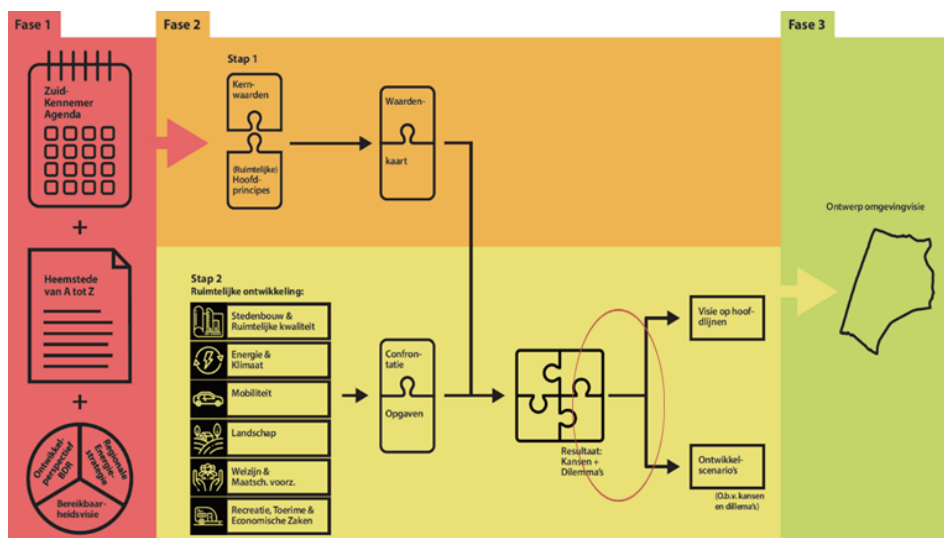 Fase 1
Zuid-
Kennemer
Agenda
+
Heemstede
van A tot Z
+
Ontwikkel-
perspectief
BDR
Regionale
Energie-
strategie
Bereikbaar-
heidsvisie
Fase 2
Stap 1
Kern-
waarden
(Ruimtelijke)
Hoofd-
principes
Waarden-
kaart
Stap 2
Ruimtelijke ontwikkeling:
Stedenbouw &
Ruimtelijke kwaliteit
Energie &
Klimaat
Mobiliteit
Landschap
Welzijn &
Maatsch. voorz.
Recreatie, Toerime &
Economische Zaken
Confron-
tatie
Opgaven
Resultaat:
Kansen +
Dilemma's
Visie op hoof-
dlijnen
Ontwikkel-
scenario's
(O.b.v. kansen
en dillema's)
Fase 3
Ontwerp omgevingvisie